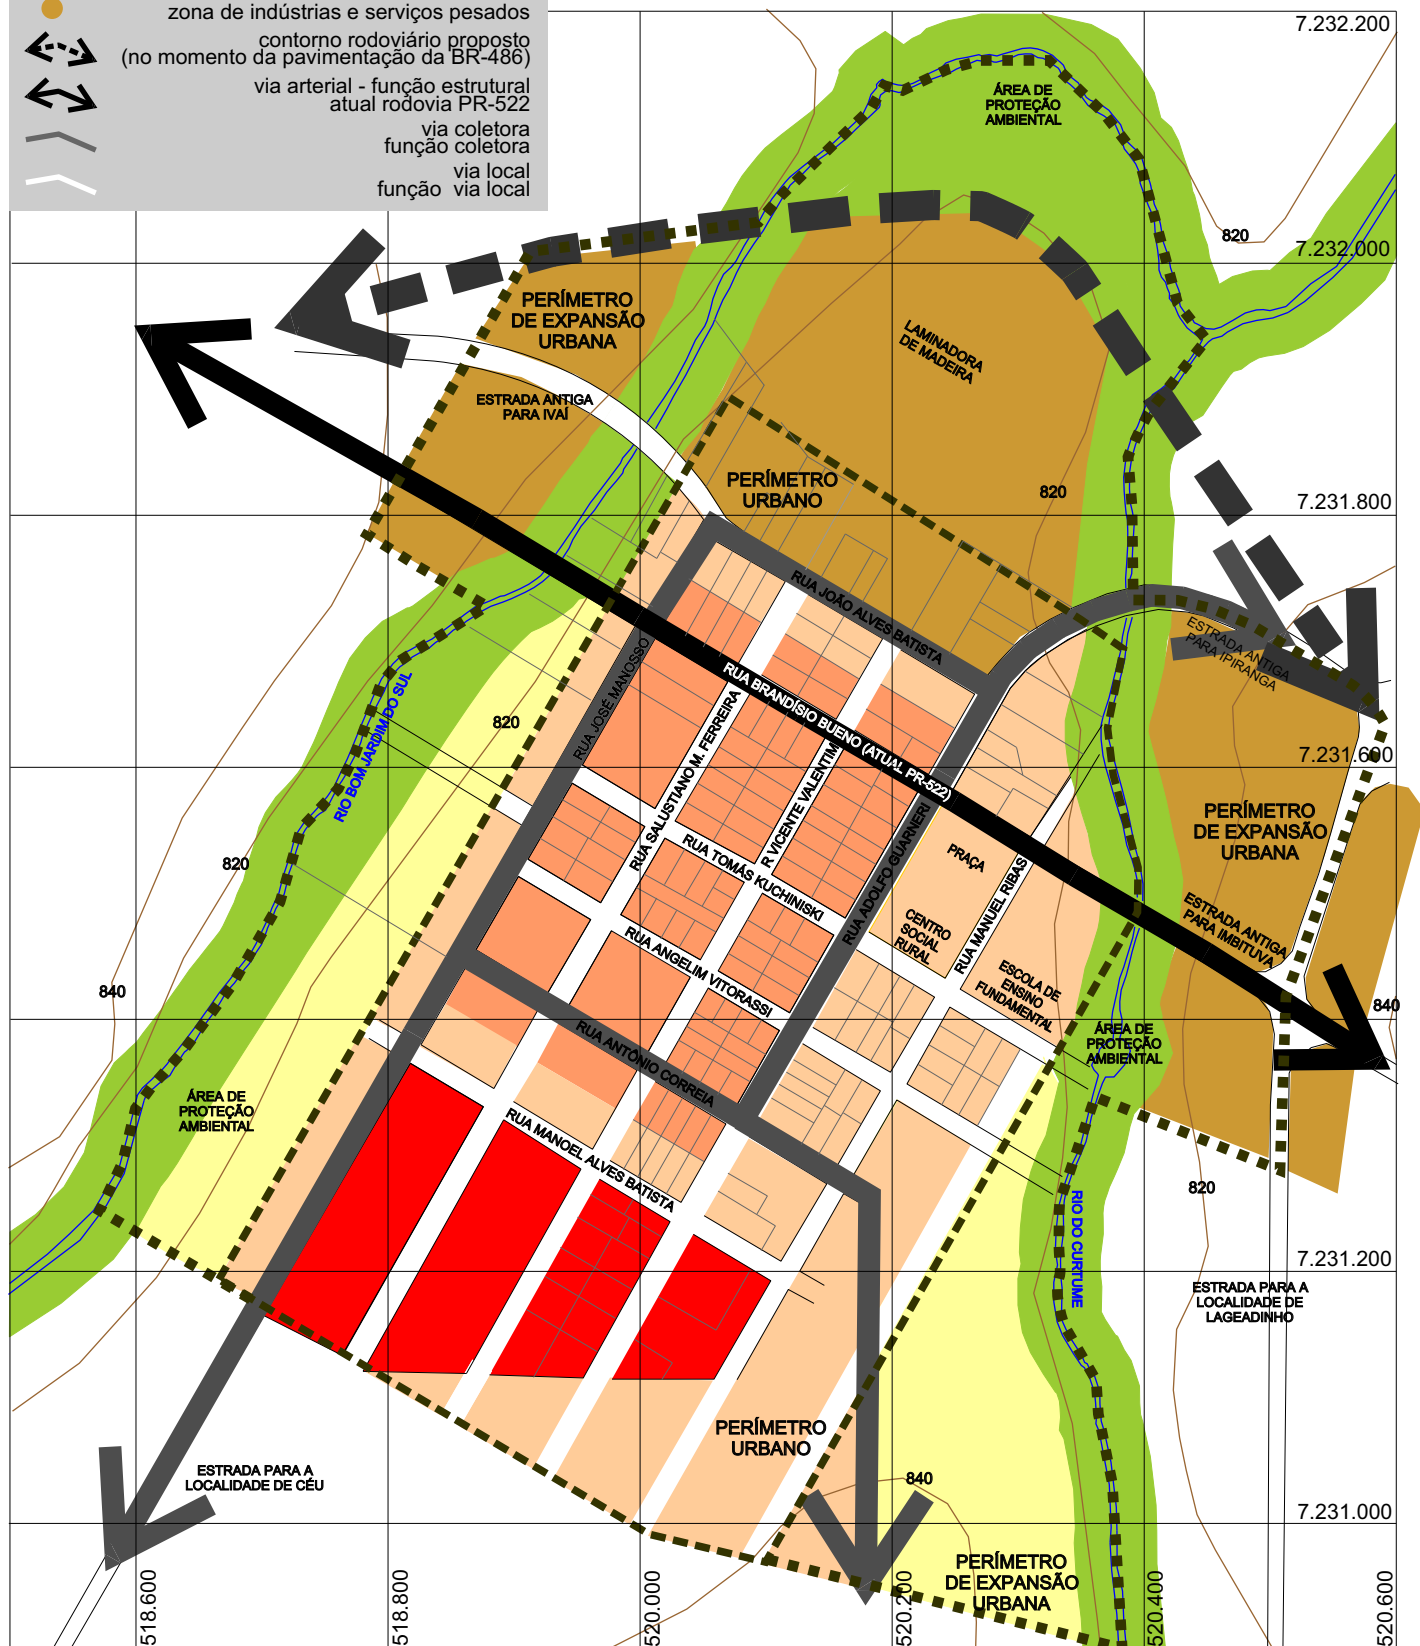 zona de indústrias e serviços pesados
contorno rodoviário proposto
(no momento da pavimentação da BR-486)
via arterial - função estrutural
atual rodovia PR-522
via coletora
função coletora
via local
função via local
7.232.200
ÁREA DE
PROTEÇÃO
AMBIENTAL
820
7.232.000
PERÍMETRO
DE EXPANSÃO
URBANA
LAMINADORA
DE MADEIRA
ESTRADA ANTIGA
PARA IVAÍ
PERÍMETRO
URBANO
820
7.231.800
RUA JOÃO ALVES BATISTA
ESTRADA ANTIGA
PARA IPIRANGA
RUA JOSÉ MANOSSO
RUA BRANDÍSIO BUENO (ATUAL PR-522)
RIO BOM JARDIM DO SUL
820
RUA SALUSTIANO M. FERREIRA
R VICENTE VALENTIM
7.231.600
PERÍMETRO
DE EXPANSÃO
URBANA
820
RUA TOMÁS KUCHINISKI
RUA ADOLFO GUARNERI
PRAÇA
RUA MANUEL RIBAS
CENTRO
SOCIAL
RURAL
ESTRADA ANTIGA
PARA IMBITUVA
RUA ANGELIM VITORASSI
ESCOLA DE
ENSINO
FUNDAMENTAL
840
840
RUA ANTÔNIO CORREIA
ÁREA DE
PROTEÇÃO
AMBIENTAL
ÁREA DE
PROTEÇÃO
AMBIENTAL
RUA MANOEL ALVES BATISTA
820
RIO DO CURTUME
7.231.200
ESTRADA PARA A
LOCALIDADE DE
LAGEADINHO
PERÍMETRO
URBANO
ESTRADA PARA A
LOCALIDADE DE CÉU
840
7.231.000
PERÍMETRO
DE EXPANSÃO
URBANA
518.600
518.800
520.000
520.200
520.400
520.600